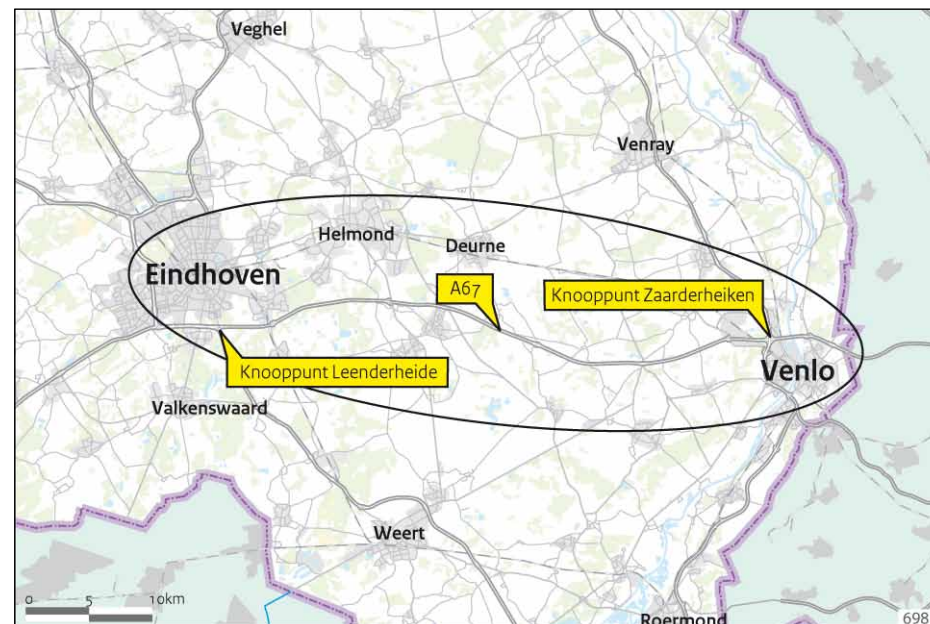 Veghel
Venray
Helmond
Deurne
Eindhoven
A67
Knooppunt Zaarderheiken
Knooppunt Leenderheide
Venlo
Valkenswaard
Weert
0 5 10km
Roermond
698